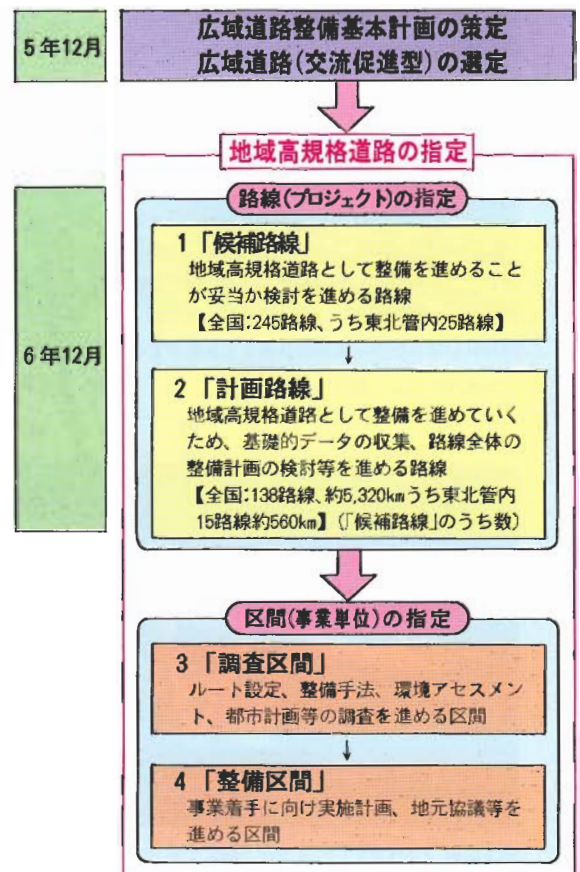 5年12月
広域道路整備基本計画の策定
広域道路(交流促進型)の選定
地域高規格道路の指定
6年12月
路線(プロジェクト)の指定
1「候補路線」
地域高規格道路として整備を進めること
が妥当か検討を進める路線
【全国:245路線、うち東北管内25路線】
↓
2「計画路線」
地域高規格道路として整備を進めていく
ため、基礎的データの収集、路線全体の
整備計画の検討等を進める路線
【全国:138路線、約5,320kmうち東北管内
15路線約560km】(「候補路線」のうち数)
区間(事業単位)の指定
3「調査区間」
ルート設定、整備手法、環境アセスメン
ト、都市計画等の調査を進める区間
↓
4「整備区間」
事業着手に向け実施計画、地元協議等を
進める区間